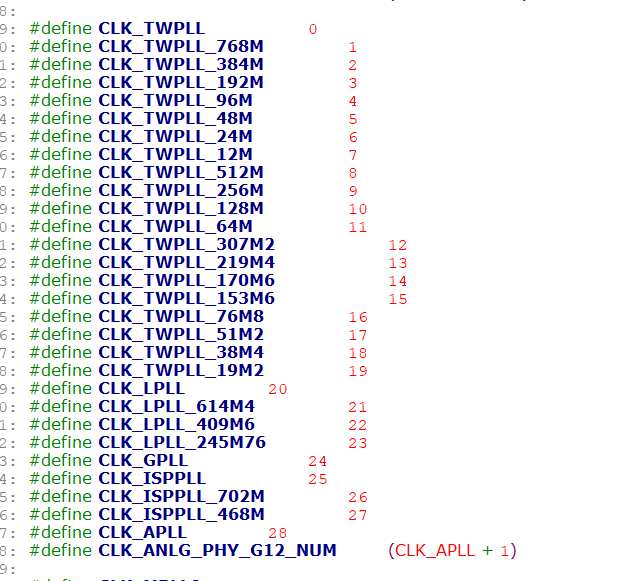 8:
9: #define CLK_TWPLL 0
0: #define CLK_TWPLL_768M 1
1: #define CLK_TWPLL_384M 2
2: #define CLK_TWPLL_192M 3
3: #define CLK_TWPLL_96M 4
4: #define CLK_TWPLL_48M 5
5: #define CLK_TWPLL_24M 6
6: #define CLK_TWPLL_12M 7
7: #define CLK_TWPLL_512M 8
8: #define CLK_TWPLL_256M 9
9: #define CLK_TWPLL_128M 10
0: #define CLK_TWPLL_64M 11
1: #define CLK_TWPLL_307M2 12
2: #define CLK_TWPLL_219M4 13
3: #define CLK_TWPLL_170M6 14
4: #define CLK_TWPLL_153M6 15
5: #define CLK_TWPLL_76M8 16
6: #define CLK_TWPLL_51M2 17
7: #define CLK_TWPLL_38M4 18
8: #define CLK_TWPLL_19M2 19
9: #define CLK_LPLL 20
0: #define CLK_LPLL_614M4 21
1: #define CLK_LPLL_409M6 22
2: #define CLK_LPLL_245M76 23
3: #define CLK_GPLL 24
4: #define CLK_ISPPLL 25
5: #define CLK_ISPPLL_702M 26
6: #define CLK_ISPPLL_468M 27
7: #define CLK_APLL 28
8: #define CLK_ANLG_PHY_G12_NUM (CLK_APLL + 1)
9: